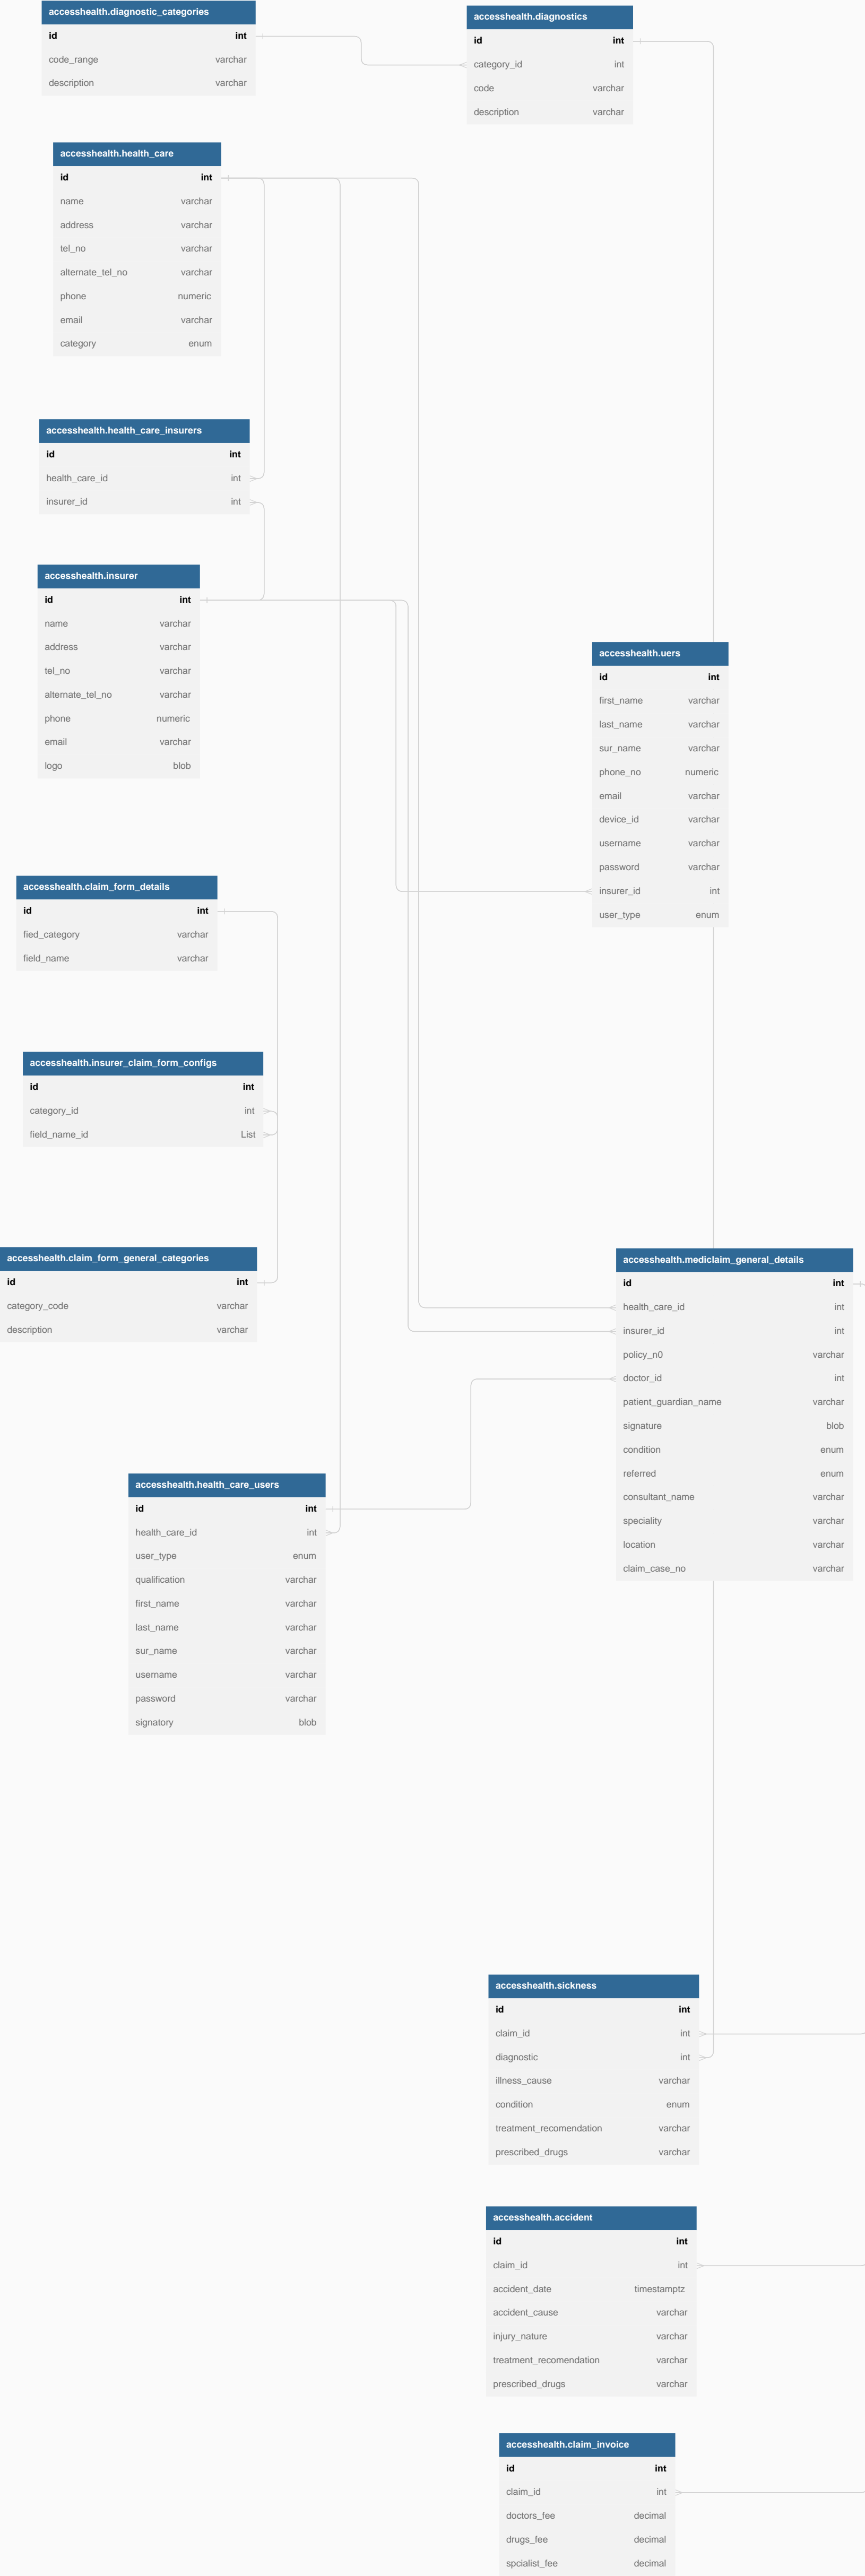 accesshealth.diagnostic_categories
id int
code_range varchar
description varchar
accesshealth.diagnostics
id int
category_id int
code varchar
description varchar
accesshealth.health_care
id int
name varchar
address varchar
tel_no varchar
alternate_tel_no varchar
phone numeric
email varchar
category enum
accesshealth.health_care_insurers
id int
health_care_id int
insurer_id int
accesshealth.insurer
id int
name varchar
address varchar
tel_no varchar
alternate_tel_no varchar
phone numeric
email varchar
logo blob
accesshealth.uers
id int
first_name varchar
last_name varchar
sur_name varchar
phone_no numeric
email varchar
device_id varchar
username varchar
password varchar
insurer_id int
user_type enum
accesshealth.claim_form_details
id int
fied_category varchar
field_name varchar
accesshealth.insurer_claim_form_configs
id int
category_id int
field_name_id List
accesshealth.claim_form_general_categories
id int
category_code varchar
description varchar
accesshealth.mediclaim_general_details
id int
health_care_id int
insurer_id int
policy_n0 varchar
doctor_id int
patient_guardian_name varchar
signature blob
condition enum
referred enum
consultant_name varchar
speciality varchar
location varchar
claim_case_no varchar
accesshealth.health_care_users
id int
health_care_id int
user_type enum
qualification varchar
first_name varchar
last_name varchar
sur_name varchar
username varchar
password varchar
signatory blob
accesshealth.sickness
id int
claim_id int
diagnostic int
illness_cause varchar
condition enum
treatment_recomendation varchar
prescribed_drugs varchar
accesshealth.accident
id int
claim_id int
accident_date timestamptz
accident_cause varchar
injury_nature varchar
treatment_recomendation varchar
prescribed_drugs varchar
accesshealth.claim_invoice
id int
claim_id int
doctors_fee decimal
drugs_fee decimal
spcialist_fee decimal